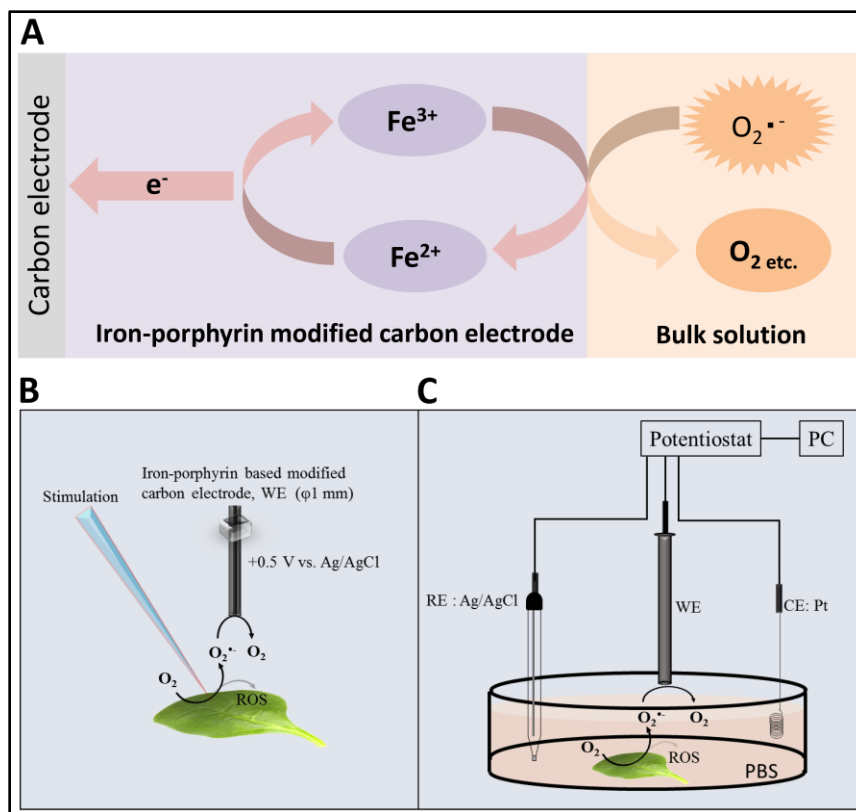 A
Carbon electrode
Fe³⁺
O₂▪⁻
e⁻
Fe²⁺
O₂ etc.
Iron-porphyrin modified carbon electrode
Bulk solution
B
Stimulation
Iron-porphyrin based modified
carbon electrode, WE (φ1 mm)
+0.5 V vs. Ag/AgCl
O₂•⁻
O₂
O₂
ROS
C
Potentiostat
PC
RE : Ag/AgCl
WE
CE: Pt
O₂•⁻
O₂
O₂
ROS
PBS